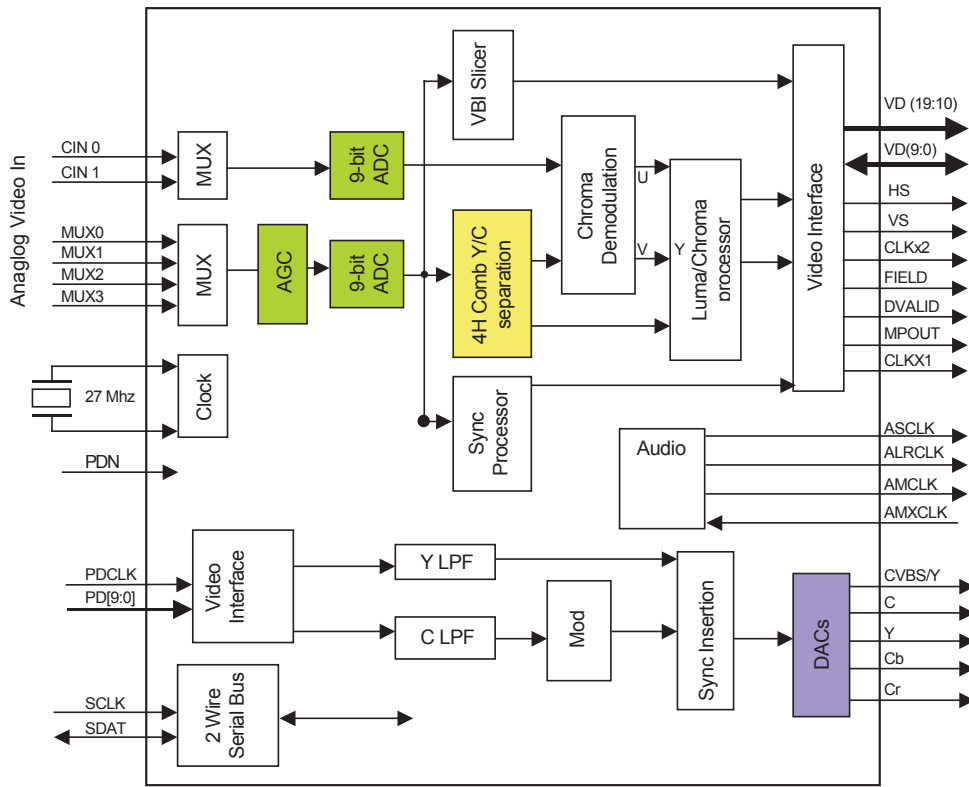 Anaglog Video In
CIN 0
CIN 1
MUX0
MUX1
MUX2
MUX3
27 Mhz
PDN
PDCLK
PD[9:0]
SCLK
SDAT
MUX
MUX
Clock
AGC
9-bit
ADC
9-bit
ADC
VBI Slicer
4H Comb Y/C
separation
Sync
Processor
Chroma
Demodulation
U
V
Y
Luma/Chroma
processor
Video Interface
VD (19:10)
VD(9:0)
HS
VS
CLKx2
FIELD
DVALID
MPOUT
CLKX1
Audio
ASCLK
ALRCLK
AMCLK
AMXCLK
Video
Interface
Y LPF
C LPF
Mod
Sync Insertion
DACs
CVBS/Y
C
Y
Cb
Cr
2 Wire
Serial Bus